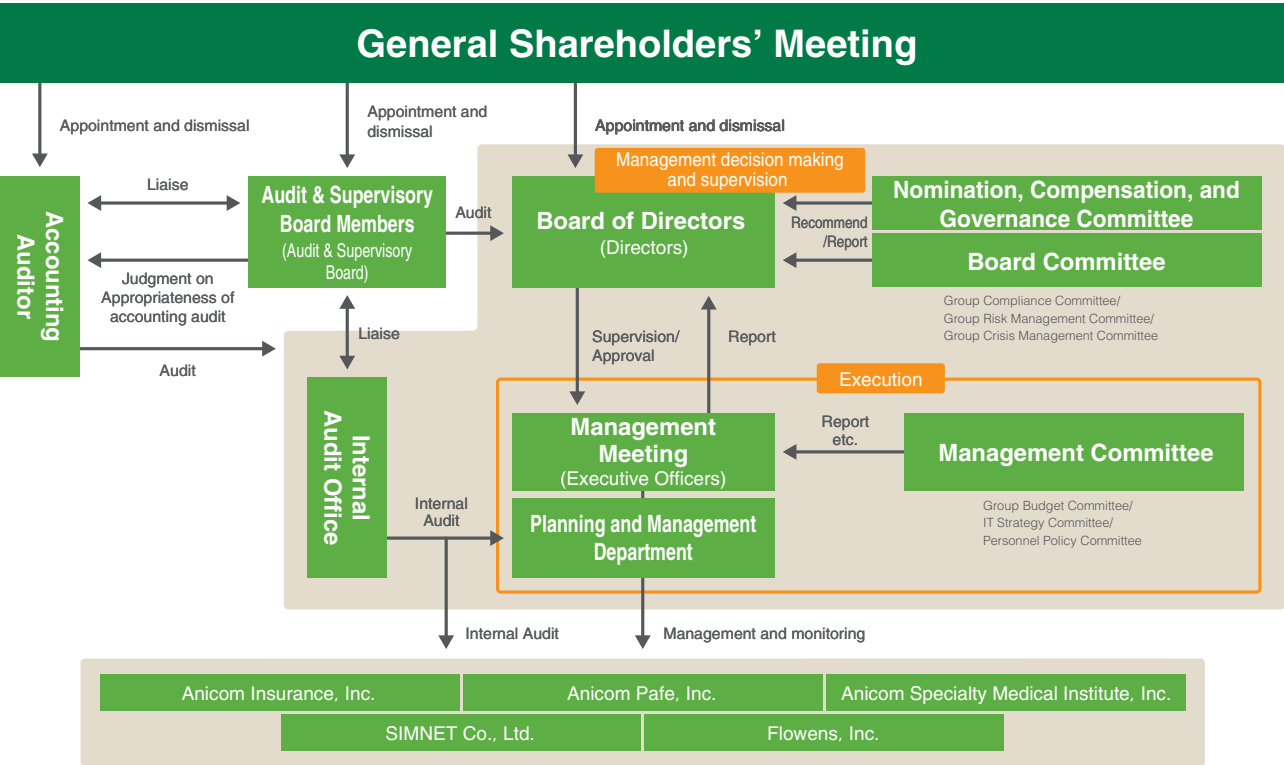 General Shareholders’ Meeting
Appointment and dismissal
Appointment and
dismissal
Appointment and dismissal
Management decision making
and supervision
Accounting
Auditor
Liaise
Judgment on
Appropriateness of
accounting audit
Audit
Audit & Supervisory
Board Members
(Audit & Supervisory
Board)
Audit
Liaise
Board of Directors
(Directors)
Recommend
/Report
Nomination, Compensation, and
Governance Committee
Board Committee
Group Compliance Committee/
Group Risk Management Committee/
Group Crisis Management Committee
Supervision/
Approval
Report
Execution
Internal
Audit Office
Internal
Audit
Management
Meeting
(Executive Officers)
Planning and Management
Department
Report
etc.
Management Committee
Group Budget Committee/
IT Strategy Committee/
Personnel Policy Committee
Internal Audit
Management and monitoring
Anicom Insurance, Inc.
Anicom Pafe, Inc.
Anicom Specialty Medical Institute, Inc.
SIMNET Co., Ltd.
Flowens, Inc.